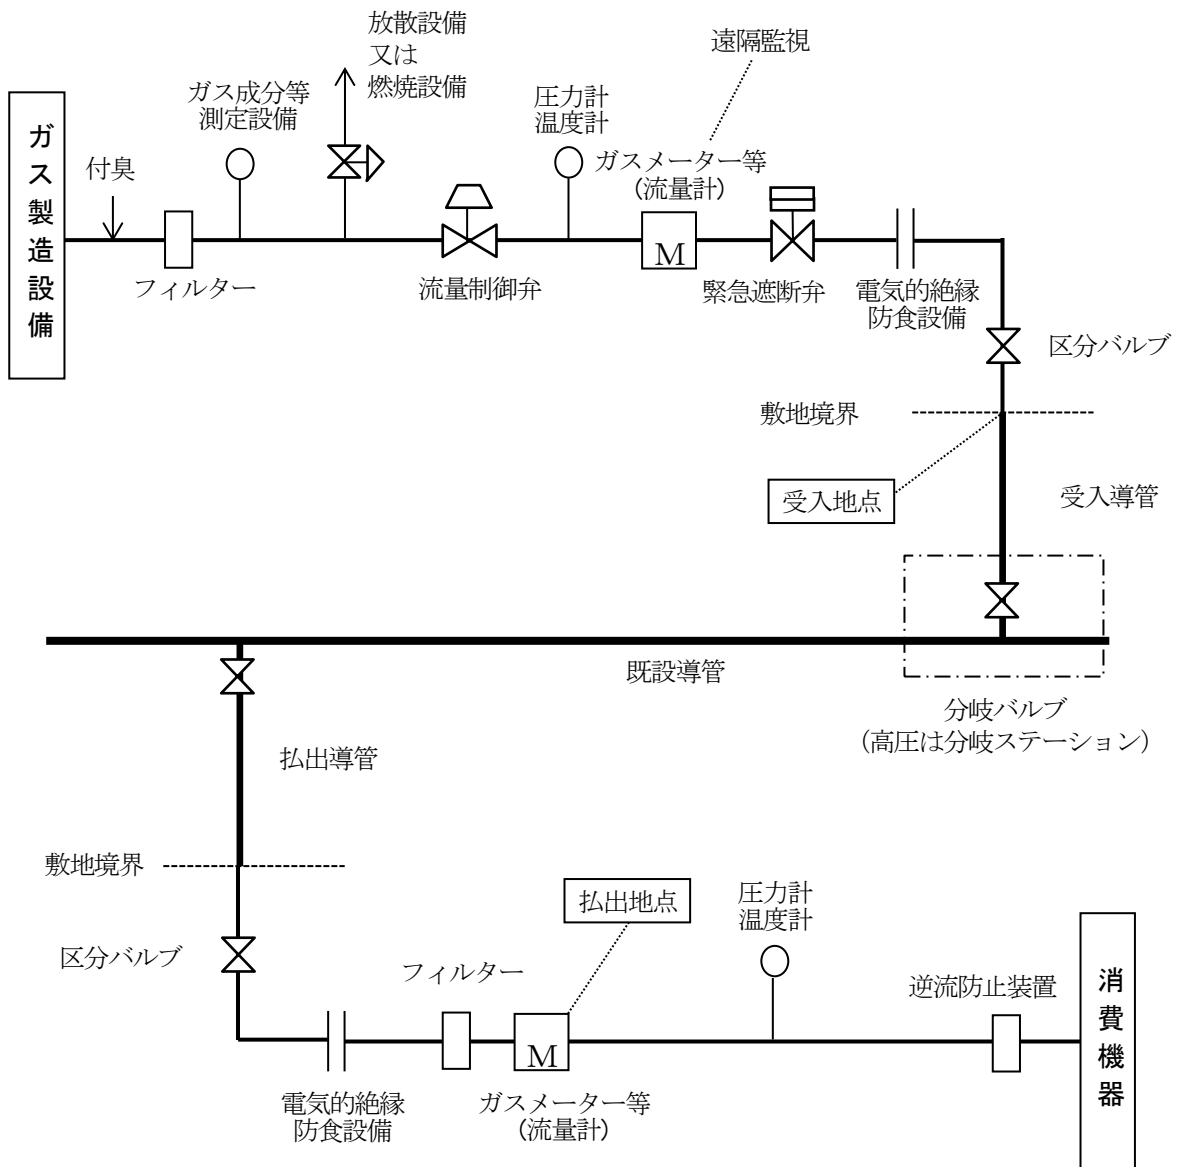 放散設備
又は
燃焼設備
遠隔監視
ガス成分等
測定設備
圧力計
温度計
ガス製造設備
付臭
ガスメーター等
（流量計）
M
フィルター
流量制御弁
緊急遮断弁
電気的絶縁
防食設備
区分バルブ
敷地境界
受入地点
受入導管
既設導管
分岐バルブ
（高圧は分岐ステーション）
払出導管
敷地境界
払出地点
圧力計
温度計
区分バルブ
フィルター
逆流防止装置
消費機器
M
電気的絶縁
防食設備
ガスメーター等
（流量計）